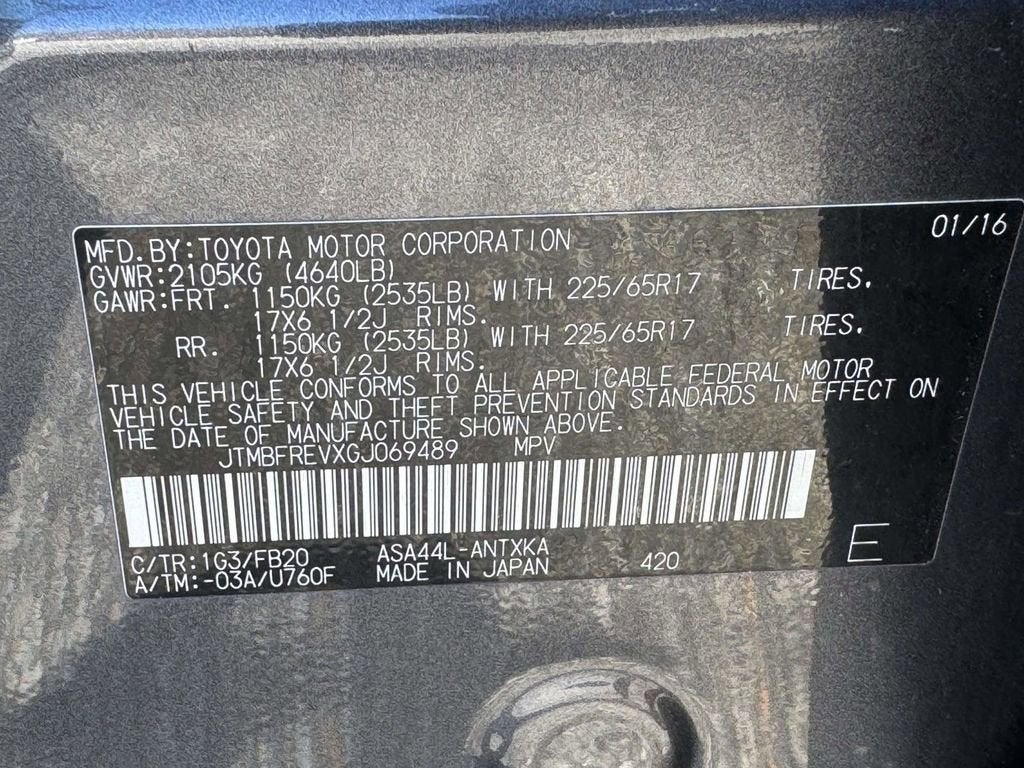 01/16
MFD. BY: TOYOTA MOTOR CORPORATION
GVWR: 2105KG (4640LB)
GAWR: FRT. 1150KG (2535LB) WITH 225/65R17 TIRES.
17X6 1/2J RIMS.
RR. 1150KG (2535LB) WITH 225/65R17 TIRES.
17X6 1/2J RIMS.
THIS VEHICLE CONFORMS TO ALL APPLICABLE FEDERAL MOTOR
VEHICLE SAFETY AND THEFT PREVENTION STANDARDS IN EFFECT ON
THE DATE OF MANUFACTURE SHOWN ABOVE.
JTMBFREVXGJ069489 MPV
C/TR: 1G3/FB20 ASA44L-ANTXKA
A/TM: -03A/U760F MADE IN JAPAN 420 E